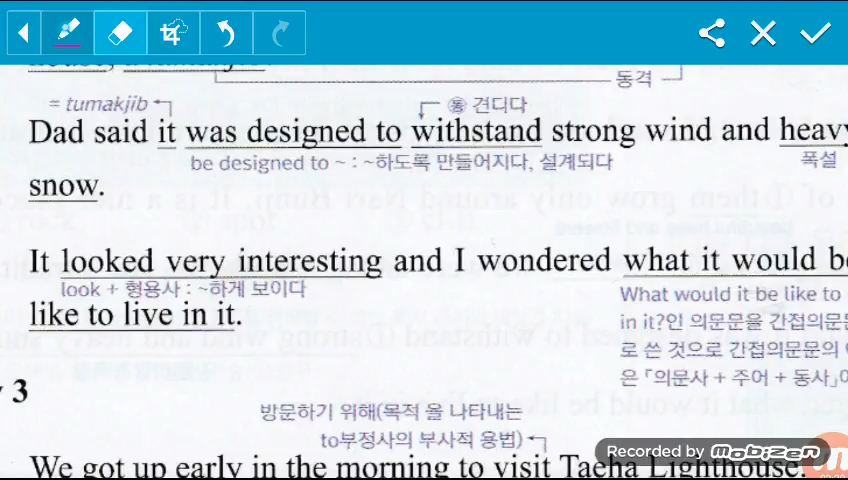 동격
= tumakjib
㊌ 견디다
Dad said it was designed to withstand strong wind and heavy
be designed to ~ : ~하도록 만들어지다, 설계되다
폭설
snow.
It looked very interesting and I wondered what it would be
look + 형용사 : ~하게 보이다
What would it be like to
like to live in it.
in it?인 의문문을 간접의문문
로 쓴 것으로 간접의문문의
은 「의문사 + 주어 + 동사」
3
방문하기 위해(목적을 나타내는
to부정사의 부사적 용법)
We got up early in the morning to visit Taeha Lighthouse.
Recorded by MOBIZEN